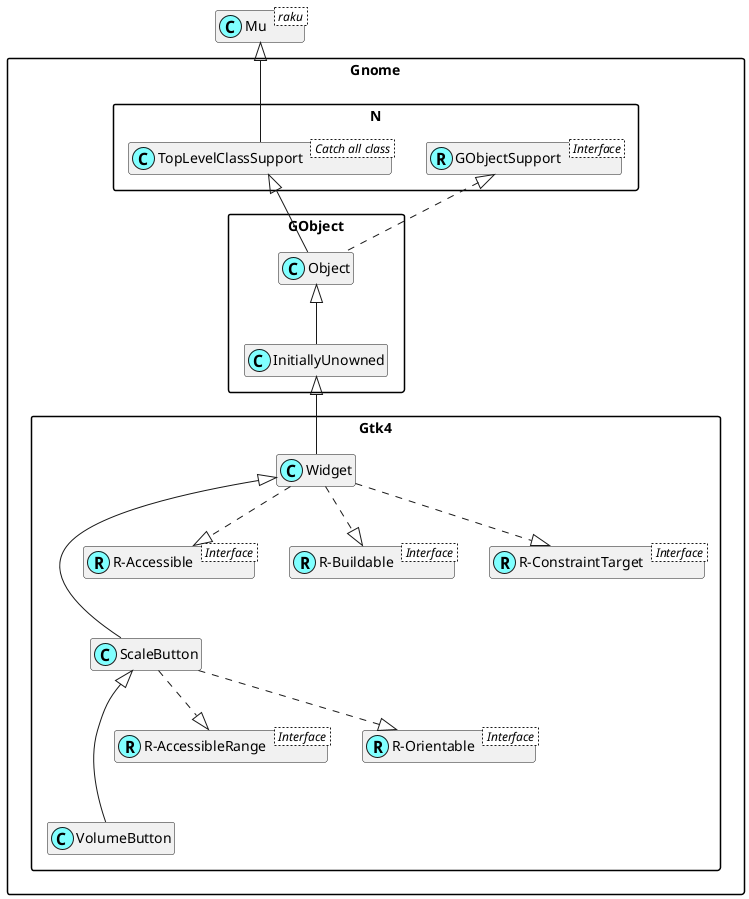 C Mu raku
Gnome
N
C TopLevelClassSupport Catch all class
R GObjectSupport Interface
GObject
C Object
C InitiallyUnowned
Gtk4
C Widget
R R-Accessible Interface
R R-Buildable Interface
R R-ConstraintTarget Interface
C ScaleButton
R R-AccessibleRange Interface
R R-Orientable Interface
C VolumeButton